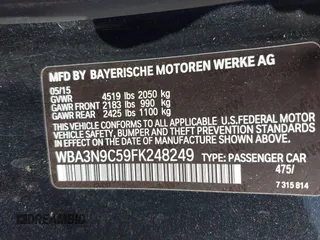 MFD BY BAYERISCHE MOTOREN WERKE AG
05/15
GVWR 4519 lbs 2050 kg
GAWR FRONT 2183 lbs 990 kg
GAWR REAR 2425 lbs 1100 kg
THIS VEHICLE CONFORMS TO ALL APPLICABLE U.S.FEDERAL MOTOR
VEHICLE SAFETY, BUMPER, AND THEFT PREVENTION
STANDARDS IN EFFECT ON THE DATE OF
MANUFACTURE SHOWN ABOVE.
WBA3N9C59FK248249 TYPE: PASSENGER CAR
475/
7 315 814
DREAMBID